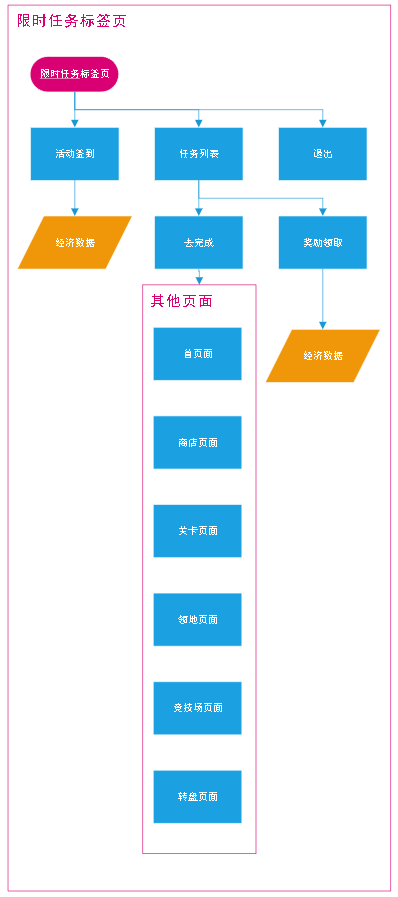 限时任务标签页
限时任务标签页
活动签到
任务列表
退出
经济数据
去完成
奖励领取
其他页面
首页面
经济数据
商店页面
关卡页面
领地页面
竞技场页面
转盘页面